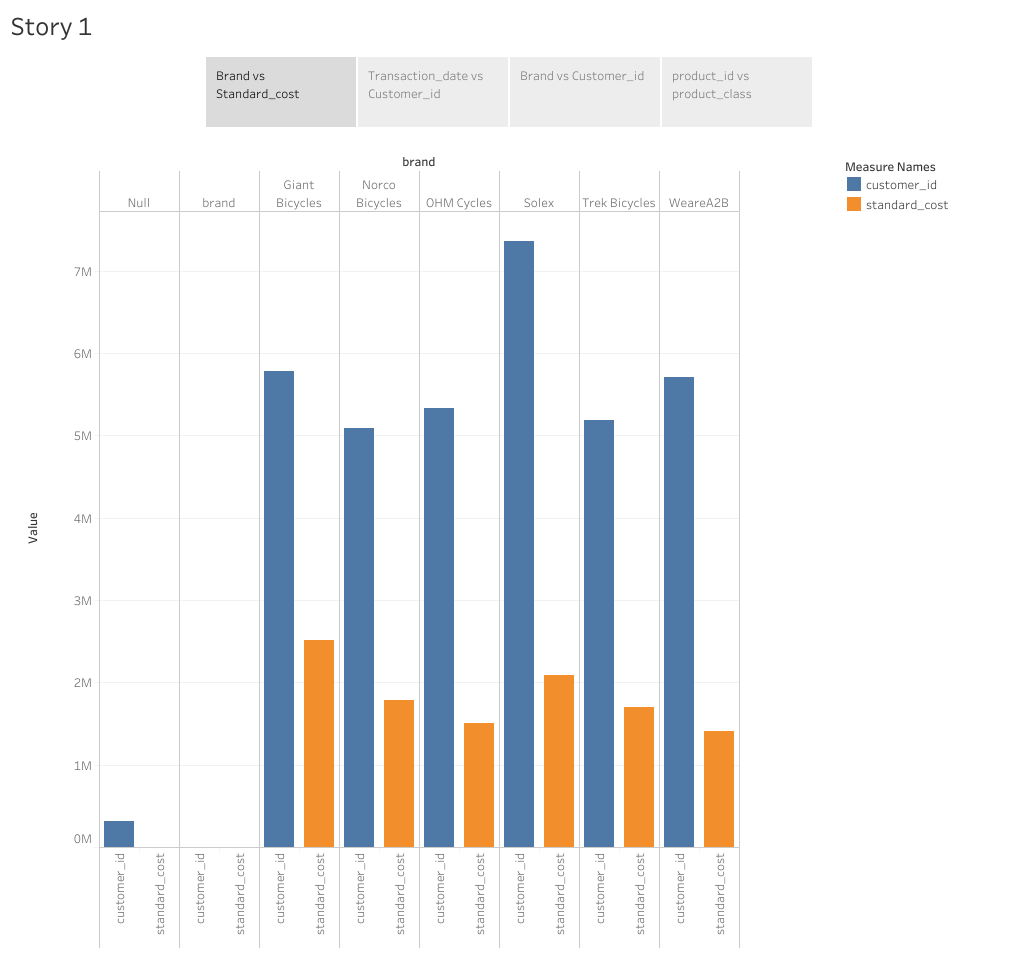 Story 1
Brand vs
Standard_cost
Transaction_date vs
Customer_id
Brand vs Customer_id
product_id vs
product_class
brand
Null
brand
Giant
Bicycles
Norco
Bicycles
OHM Cycles
Solex
Trek Bicycles
WeareA2B
Measure Names
customer_id
standard_cost
Value
7M
6M
5M
4M
3M
2M
1M
0M
customer_id
standard_cost
customer_id
standard_cost
customer_id
standard_cost
customer_id
standard_cost
customer_id
standard_cost
customer_id
standard_cost
customer_id
standard_cost
customer_id
standard_cost